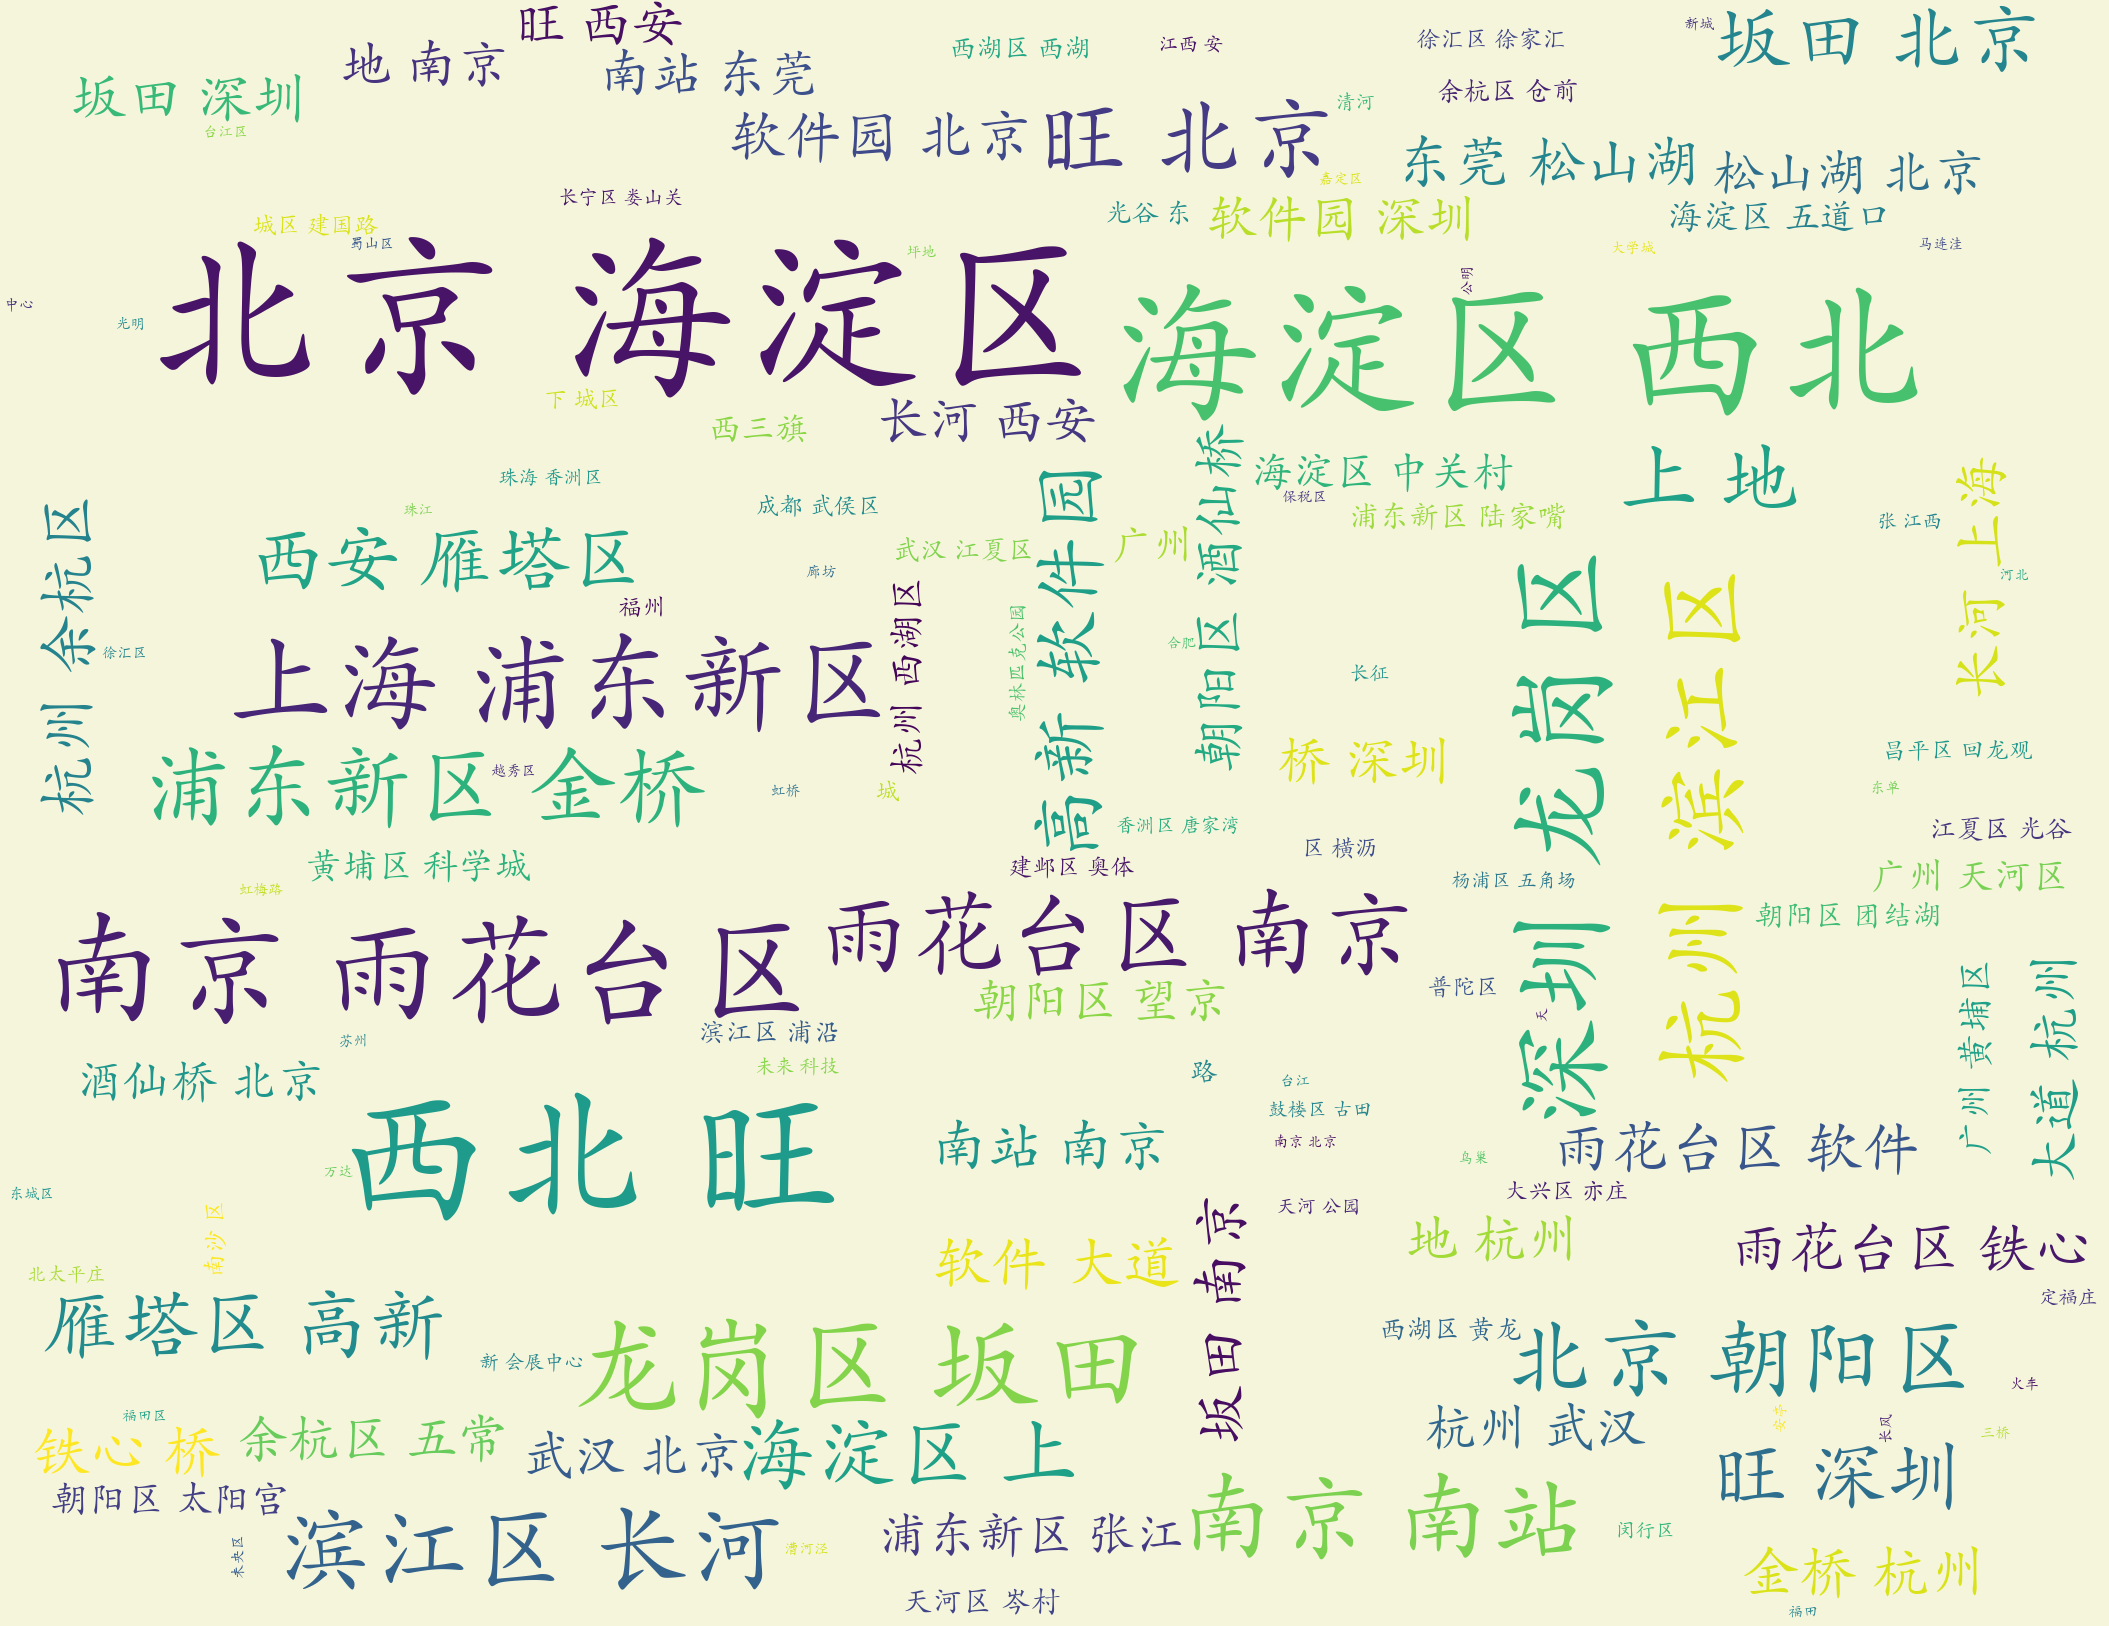 旺 西安
西湖区 西湖
江西 安
徐汇区 徐家汇
新城
坂田 北京
地 南京
南站 东莞
坂田 深圳
余杭区 仓前
清河
台江区
软件园 北京
旺 北京
东莞 松山湖
松山湖 北京
嘉定区
长宁区 娄山关
光谷 东
软件园 深圳
海淀区 五道口
城区 建国路
蜀山区
坪地
大学城
马连洼
公明
中心
光明
北京 海淀区
海淀区 西北
下 城区
西三旗
长河 西安
朝阳区 酒仙桥
海淀区 中关村
上地
长河 上海
珠海 香洲区
成都 武侯区
高新 软件园
保税区
珠江
浦东新区 陆家嘴
张 江西
杭州 余杭区
西安 雁塔区
武汉 江夏区
广州
廊坊
河北
福州
杭州 西湖区
奥林匹克公园
合肥
深圳 龙岗区
杭州 滨江区
徐汇区
上海 浦东新区
长征
桥 深圳
昌平区 回龙观
浦东新区 金桥
越秀区
虹桥
城
东单
香洲区 唐家湾
江夏区 光谷
黄埔区 科学城
建邺区 奥体
区 横沥
杨浦区 五角场
广州 天河区
虹梅路
朝阳区 团结湖
南京 雨花台区
雨花台区 南京
朝阳区 望京
普陀区
天
广州 黄埔区
大道 杭州
苏州
滨江区 浦沿
酒仙桥 北京
未来 科技
路
台江
鼓楼区 古田
南京 北京
西北旺
南站 南京
鸟巢
雨花台区 软件
万达
东城区
大兴区 亦庄
天河 公园
坂田 南京
南沙 区
地 杭州
雨花台区 铁心
北太平庄
软件 大道
定福庄
雁塔区 高新
新 会展中心
龙岗区 坂田
西湖区 黄龙
北京 朝阳区
火车
福田区
铁心 桥
余杭区 五常
武汉 北京
海淀区 上
杭州 武汉
安亭
长风
三桥
朝阳区 太阳宫
旺 深圳
未央区
滨江区 长河
漕河泾
浦东新区 张江
南京 南站
闵行区
金桥 杭州
天河区 岑村
福田